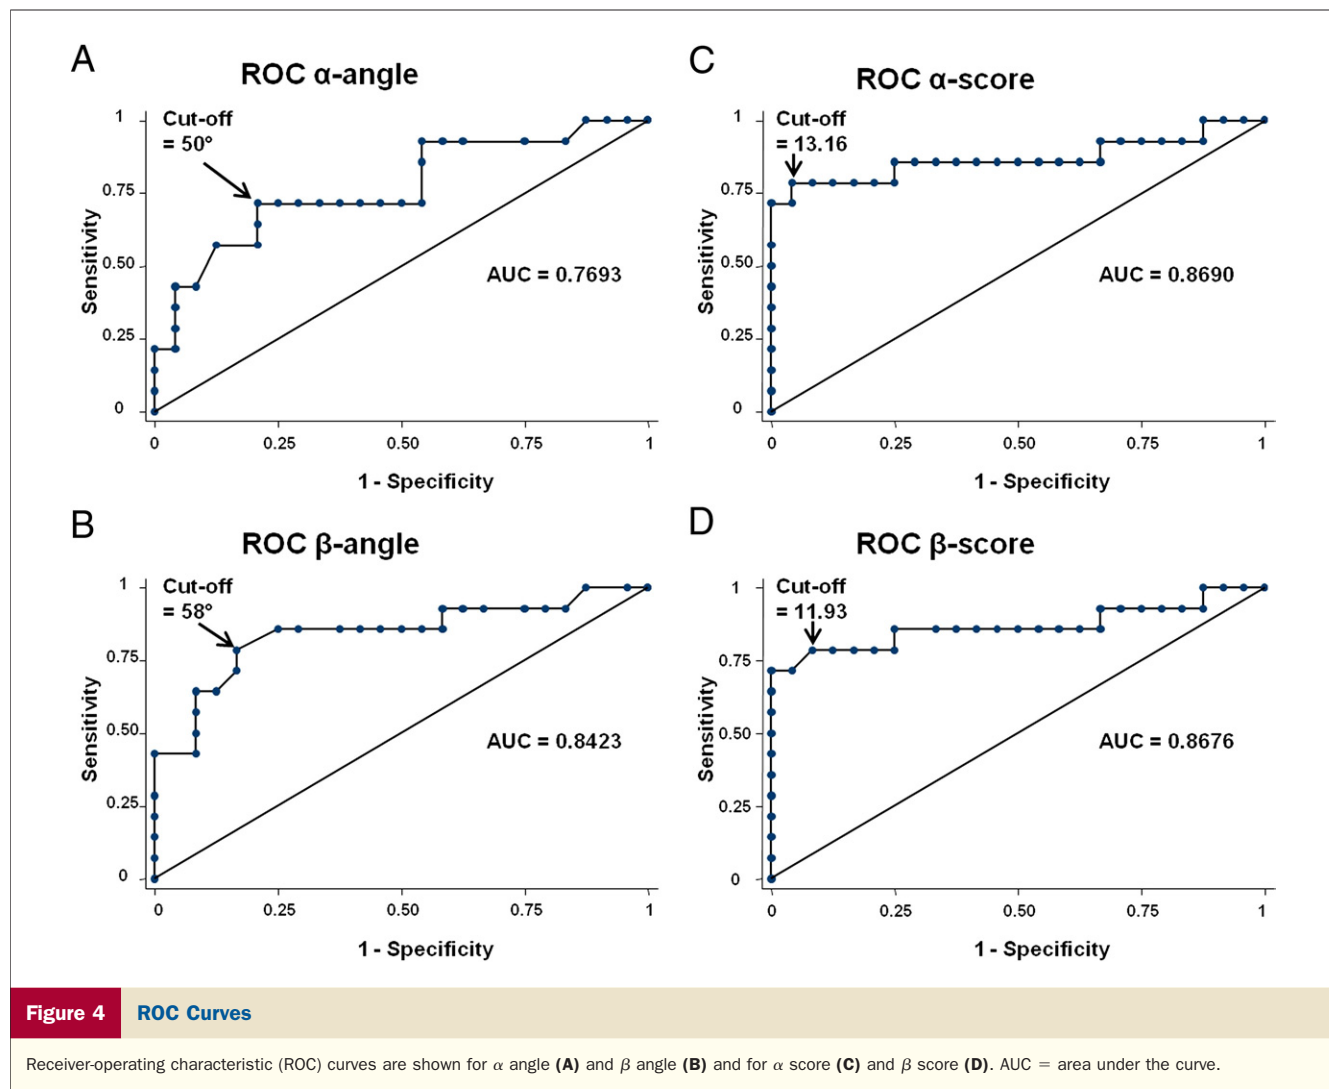 A
ROC α-angle
Cut-off
= 50°
1
0.75
0.50
0.25
0
Sensitivity
AUC = 0.7693
0 0.25 0.50 0.75 1
1 - Specificity
C
ROC α-score
Cut-off
= 13.16
1
0.75
0.50
0.25
0
Sensitivity
AUC = 0.8690
0 0.25 0.50 0.75 1
1 - Specificity
B
ROC β-angle
Cut-off
= 58°
1
0.75
0.50
0.25
0
Sensitivity
AUC = 0.8423
0 0.25 0.50 0.75 1
1 - Specificity
D
ROC β-score
Cut-off
= 11.93
1
0.75
0.50
0.25
0
Sensitivity
AUC = 0.8676
0 0.25 0.50 0.75 1
1 - Specificity
Figure 4 ROC Curves
Receiver-operating characteristic (ROC) curves are shown for α angle (A) and β angle (B) and for α score (C) and β score (D). AUC = area under the curve.